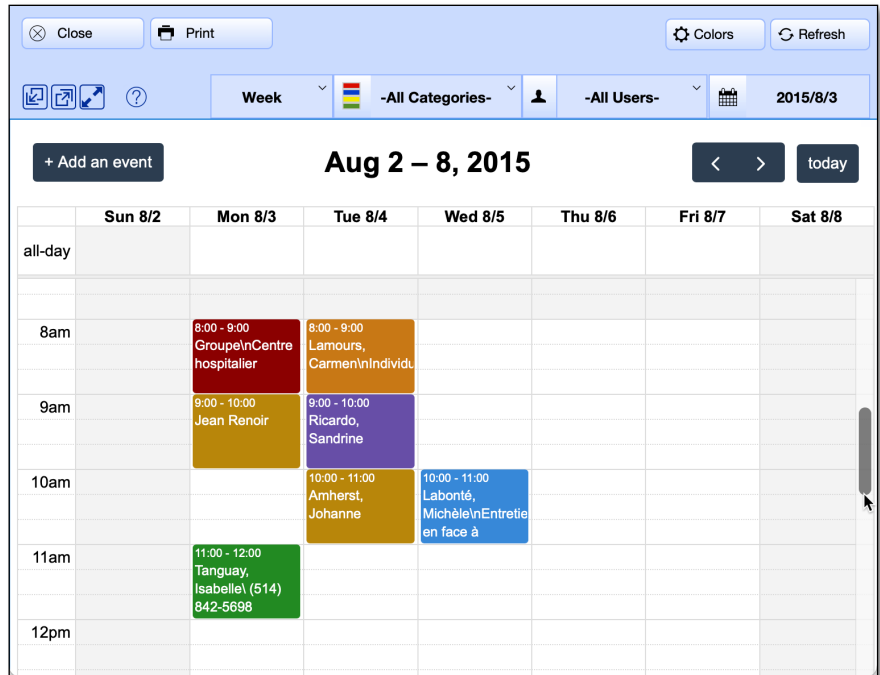 Close
Print
Colors
Refresh
Week
-All Categories-
-All Users-
2015/8/3
+ Add an event
Aug 2 – 8, 2015
today
Sun 8/2
Mon 8/3
Tue 8/4
Wed 8/5
Thu 8/6
Fri 8/7
Sat 8/8
all-day
8am
8:00 - 9:00
Groupe\nCentre
hospitalier
8:00 - 9:00
Lamours,
Carmen\nIndividu
9am
9:00 - 10:00
Jean Renoir
9:00 - 10:00
Ricardo,
Sandrine
10am
10:00 - 11:00
Amherst,
Johanne
10:00 - 11:00
Labonté,
Michèle\nEntretie
en face à
11am
11:00 - 12:00
Tanguay,
Isabelle\ (514)
842-5698
12pm